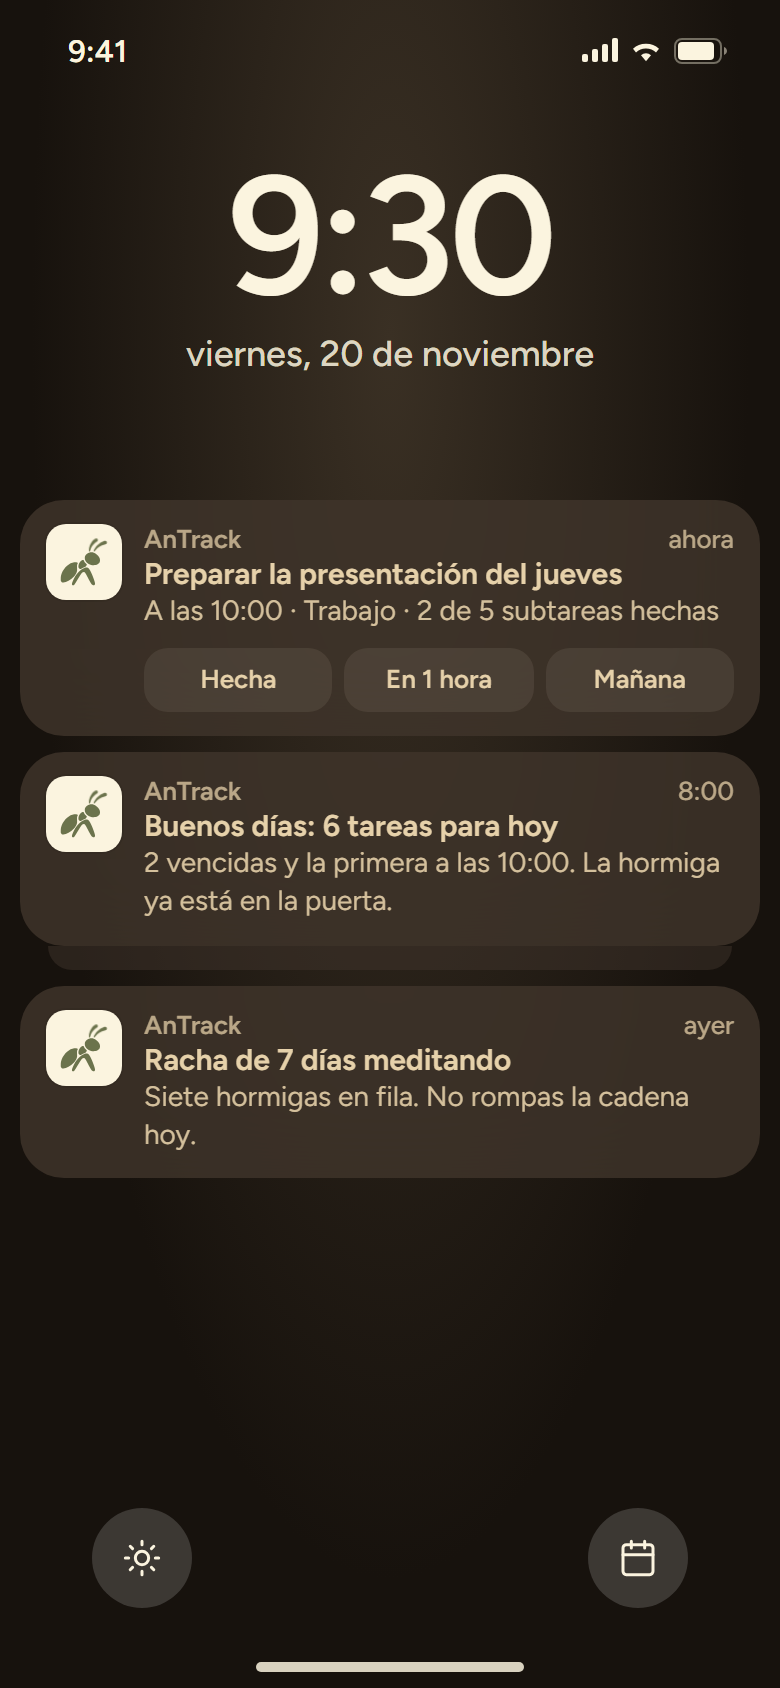 9:41
9:30
viernes, 20 de noviembre
AnTrack
ahora
Preparar la presentación del jueves
A las 10:00 · Trabajo · 2 de 5 subtareas hechas
Hecha
En 1 hora
Mañana
AnTrack
8:00
Buenos días: 6 tareas para hoy
2 vencidas y la primera a las 10:00. La hormiga
ya está en la puerta.
AnTrack
ayer
Racha de 7 días meditando
Siete hormigas en fila. No rompas la cadena
hoy.